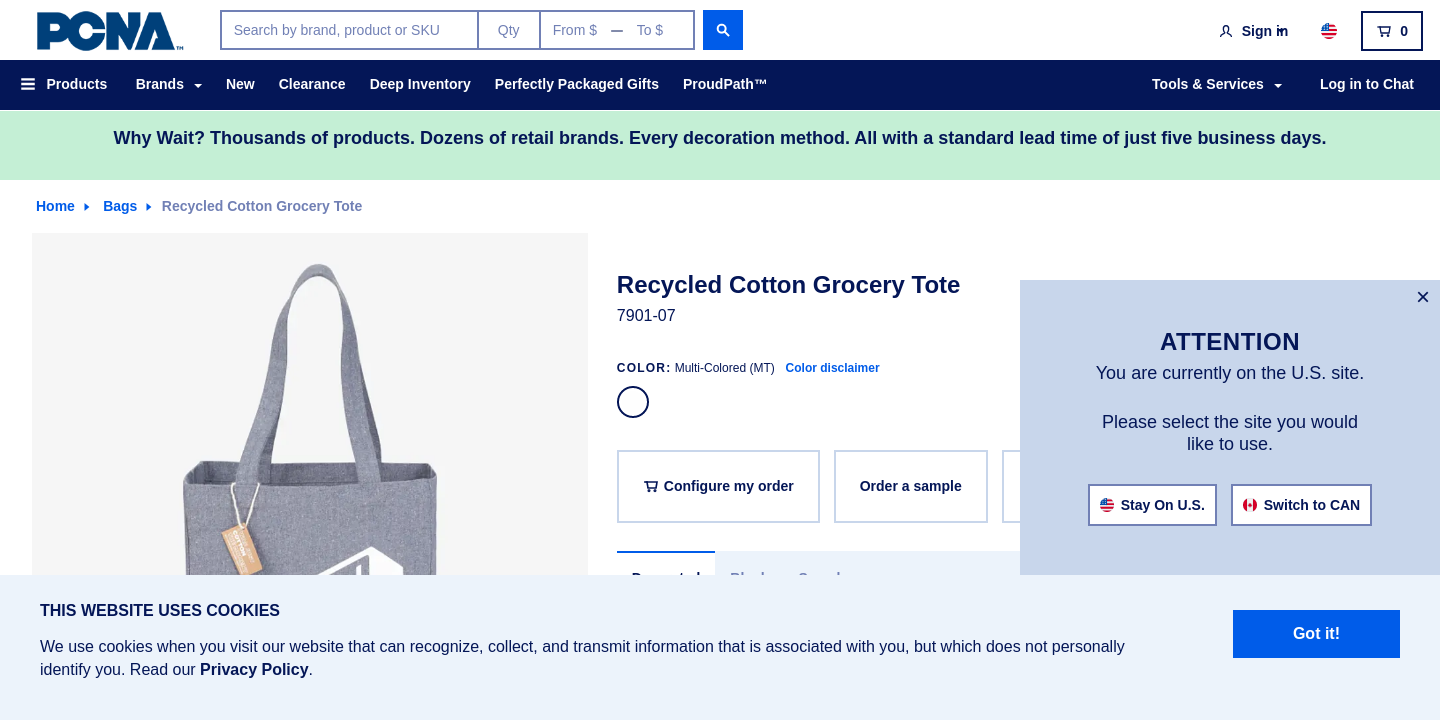 PCNA™
Search by brand, product or SKU
Qty
From $ — To $
Sign in
0
Products
Brands
New
Clearance
Deep Inventory
Perfectly Packaged Gifts
ProudPath™
Tools & Services
Log in to Chat
Why Wait? Thousands of products. Dozens of retail brands. Every decoration method. All with a standard lead time of just five business days.
Home
Bags
Recycled Cotton Grocery Tote
Recycled Cotton Grocery Tote
7901-07
COLOR: Multi-Colored (MT) Color disclaimer
Configure my order
Order a sample
×
ATTENTION
You are currently on the U.S. site.
Please select the site you would
like to use.
Stay On U.S.
Switch to CAN
THIS WEBSITE USES COOKIES
We use cookies when you visit our website that can recognize, collect, and transmit information that is associated with you, but which does not personally
identify you. Read our Privacy Policy.
Got it!